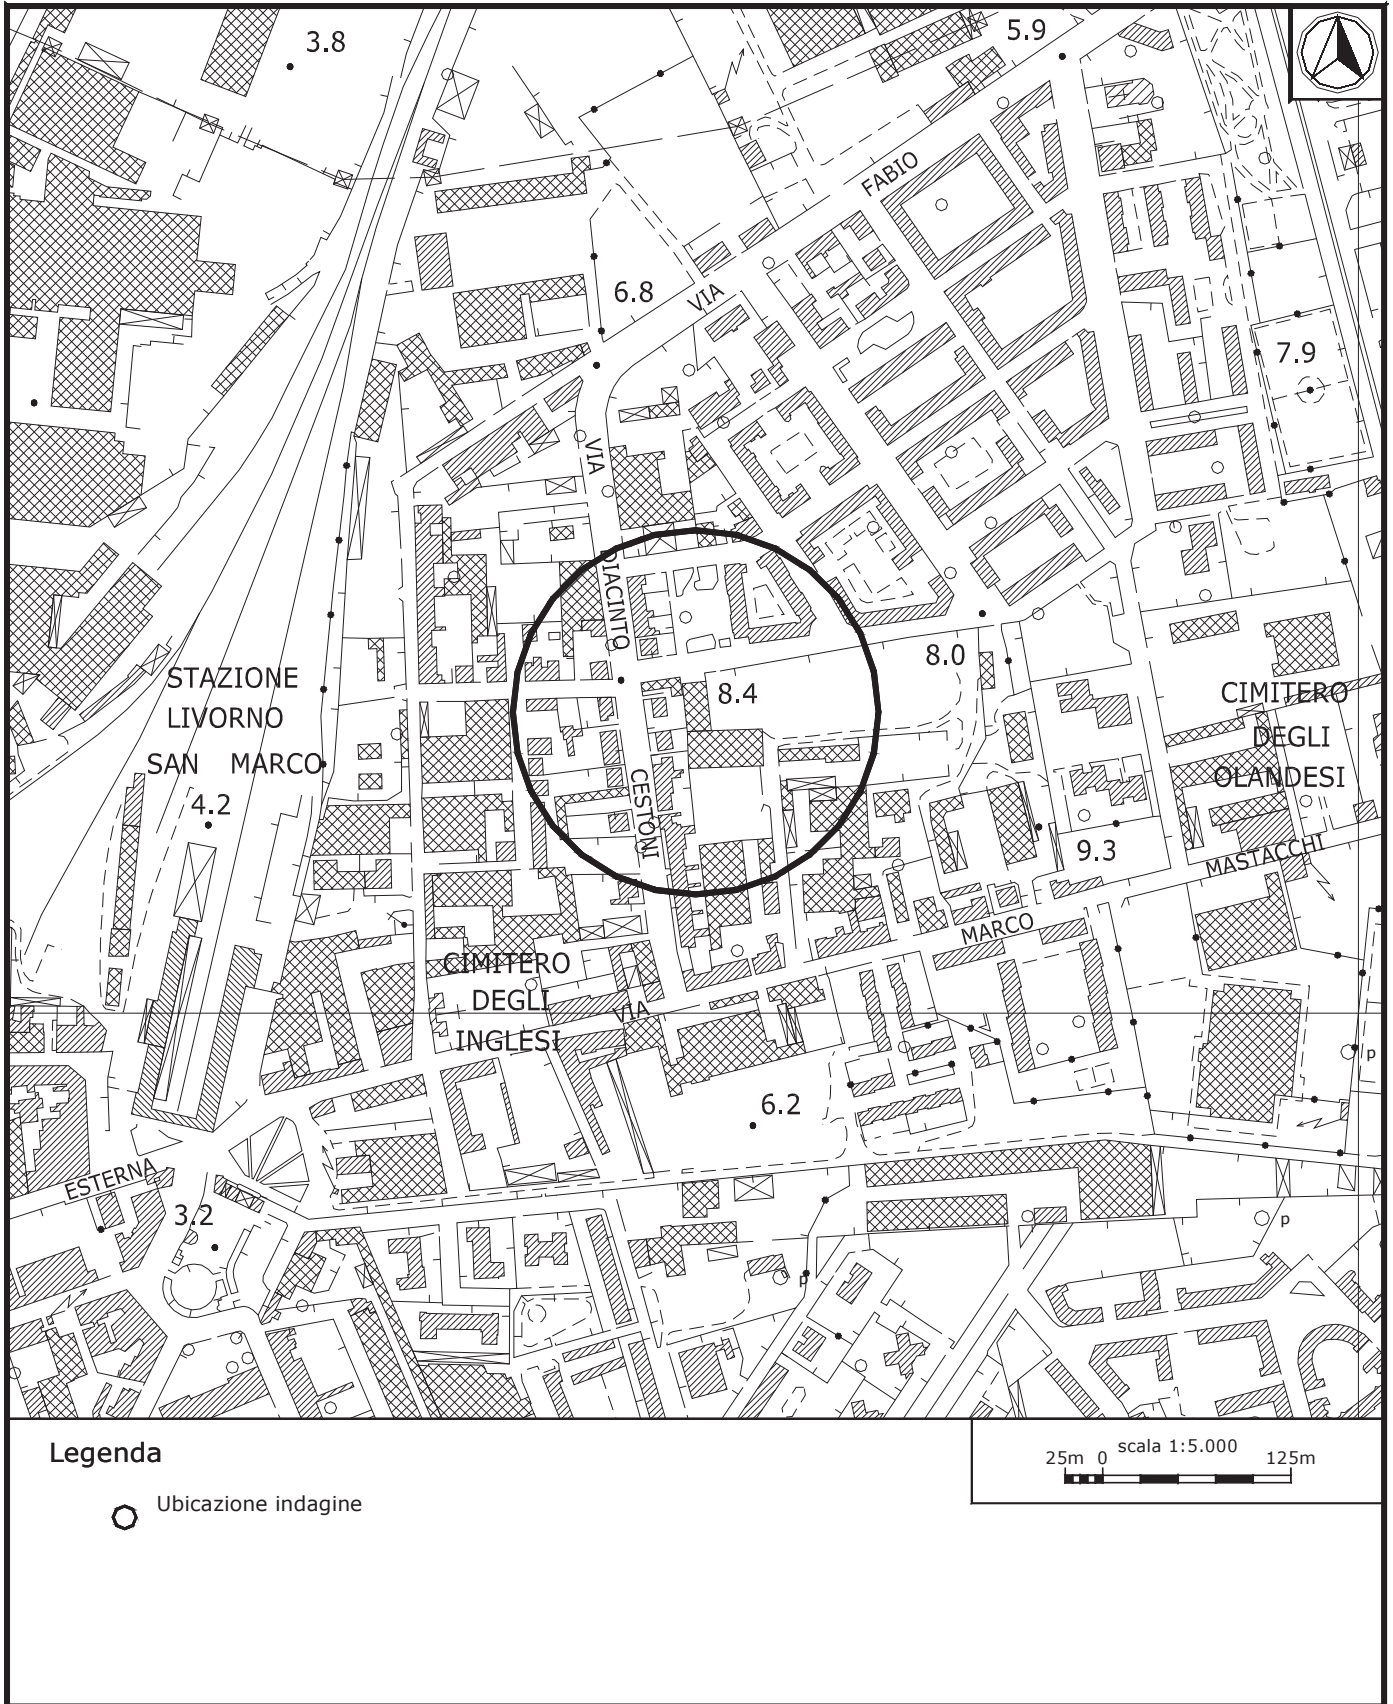 3.8
5.9
FABIO
VIA
6.8
7.9
VIA
DIACINTO
8.0
8.4
STAZIONE
LIVORNO
SAN MARCO
4.2
CIMITERO
DEGLI
OLANDESI
CESTONI
9.3
MASTACCHI
MARCO
VIA
CIMITERO
DEGLI
INGLESI
p
6.2
ESTERNA
3.2
p
p
Legenda
Ubicazione indagine
scala 1:5.000
25m 0 125m